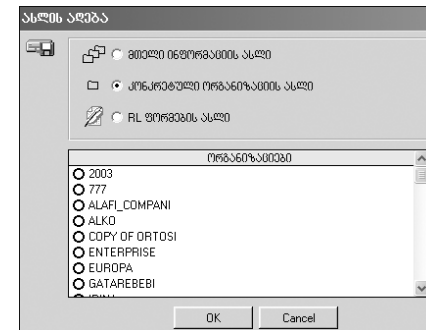 ასლის აღება
მთელი ინფორმაციის ასლი
კონკრეტული ორგანიზაციის ასლი
RL ფორმების ასლი
ორგანიზაციები
2003
777
ALAFI_COMPANI
ALKO
COPY OF ORTOSI
ENTERPRISE
EUROPA
GATAREBEBI
OK Cancel